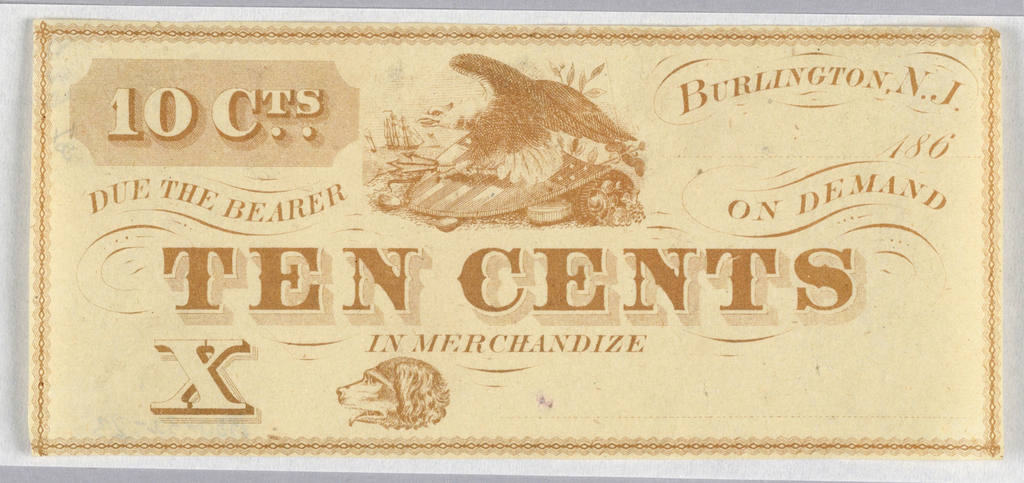 10 CTS
BURLINGTON, N. J.
186
DUE THE BEARER
ON DEMAND
TEN CENTS
IN MERCHANDIZE
X